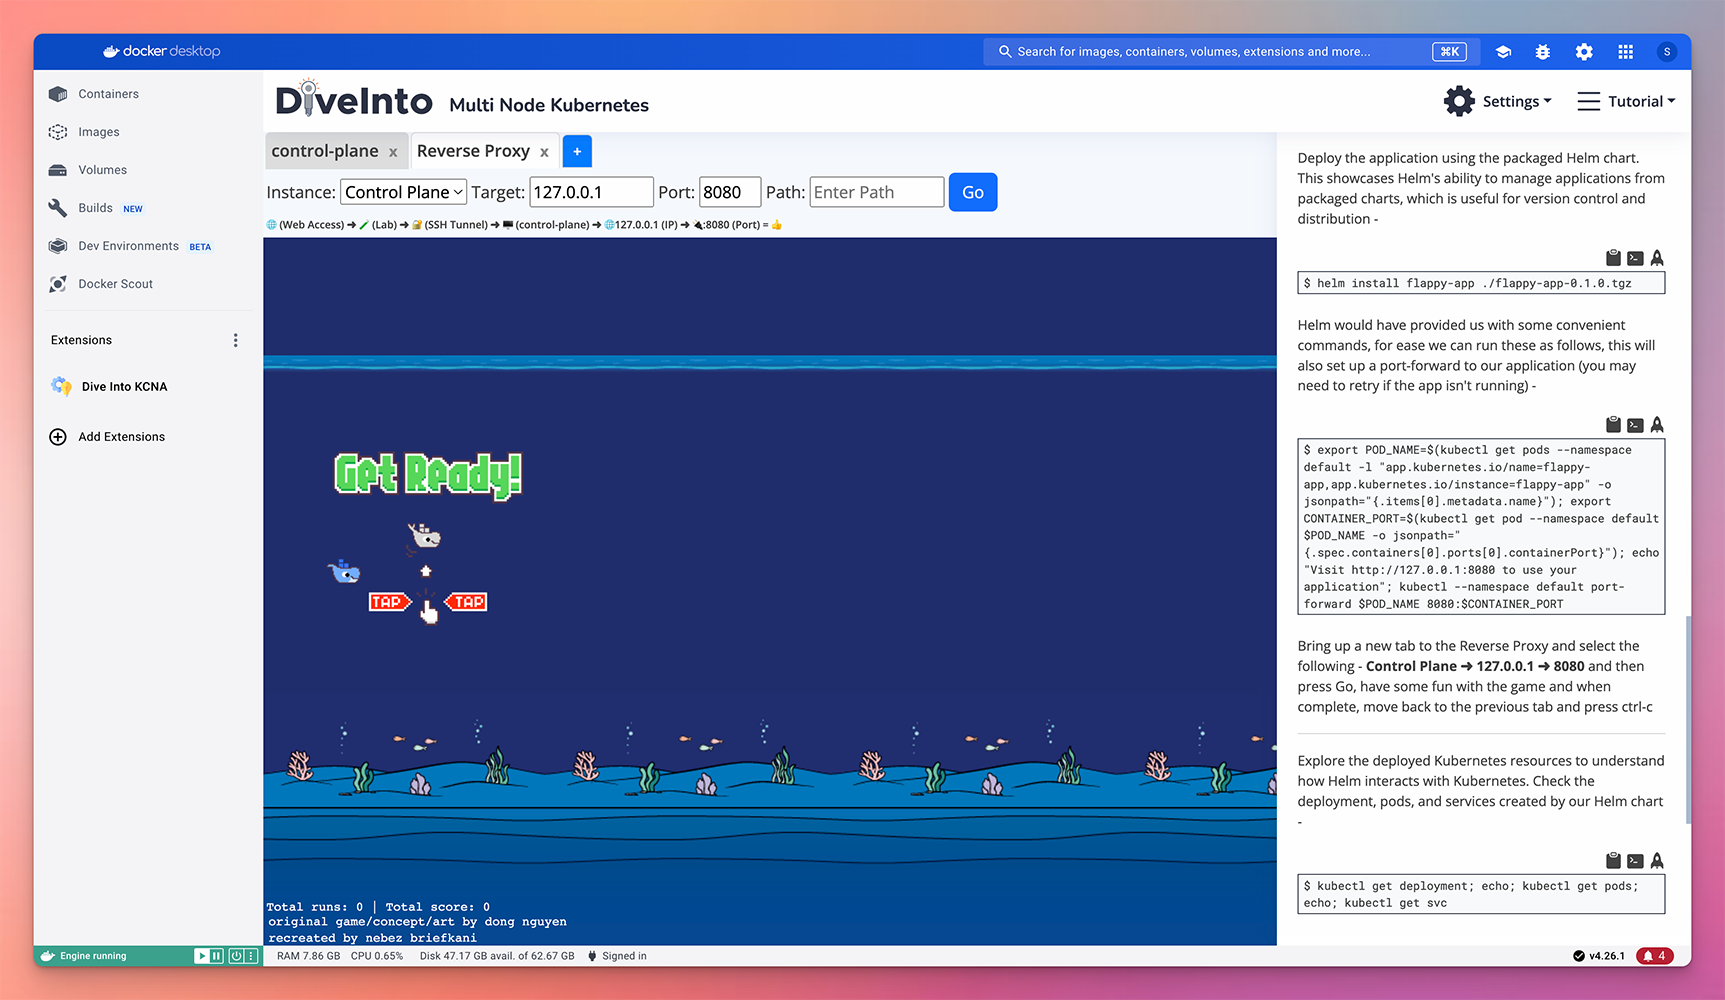 docker desktop
Search for images, containers, volumes, extensions and more...
⌘K
S
Containers
Images
Volumes
Builds NEW
Dev Environments BETA
Docker Scout
Extensions
Dive Into KCNA
Add Extensions
DiveInto Multi Node Kubernetes
Settings
Tutorial
control-plane x
Reverse Proxy x
+
Instance: Control Plane Target: 127.0.0.1 Port: 8080 Path: Enter Path Go
🌐 (Web Access) ➜ 🧪 (Lab) ➜ 🔐 (SSH Tunnel) ➜ 🖥️ (control-plane) ➜ 🌐127.0.0.1 (IP) ➜ 🔌:8080 (Port) = 👍
Get Ready!
TAP TAP
Total runs: 0 | Total score: 0
original game/concept/art by dong nguyen
recreated by nebez briefkani
Deploy the application using the packaged Helm chart.
This showcases Helm's ability to manage applications from
packaged charts, which is useful for version control and
distribution -
$ helm install flappy-app ./flappy-app-0.1.0.tgz
Helm would have provided us with some convenient
commands, for ease we can run these as follows, this will
also set up a port-forward to our application (you may
need to retry if the app isn't running) -
$ export POD_NAME=$(kubectl get pods --namespace
default -l "app.kubernetes.io/name=flappy-
app,app.kubernetes.io/instance=flappy-app" -o
jsonpath="{.items[0].metadata.name}"); export
CONTAINER_PORT=$(kubectl get pod --namespace default
$POD_NAME -o jsonpath="
{.spec.containers[0].ports[0].containerPort}"); echo
"Visit http://127.0.0.1:8080 to use your
application"; kubectl --namespace default port-
forward $POD_NAME 8080:$CONTAINER_PORT
Bring up a new tab to the Reverse Proxy and select the
following - Control Plane ➜ 127.0.0.1 ➜ 8080 and then
press Go, have some fun with the game and when
complete, move back to the previous tab and press ctrl-c
Explore the deployed Kubernetes resources to understand
how Helm interacts with Kubernetes. Check the
deployment, pods, and services created by our Helm chart
-
$ kubectl get deployment; echo; kubectl get pods;
echo; kubectl get svc
Engine running
RAM 7.86 GB CPU 0.65% Disk 47.17 GB avail. of 62.67 GB Signed in
v4.26.1
4